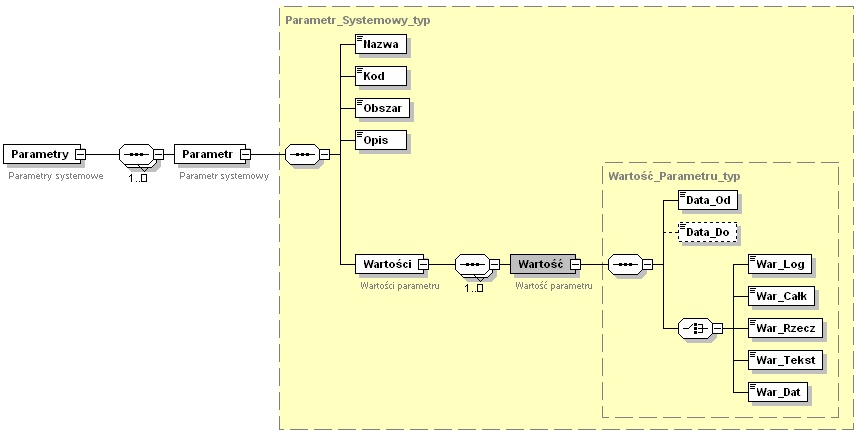 Parametr_Systemowy_typ
Nazwa
Kod
Obszar
Opis
Parametry
Parametry systemowe
1..
Parametr
Parametr systemowy
Wartości
Wartości parametru
1..
Wartość
Wartość parametru
Wartość_Parametru_typ
Data_Od
Data_Do
War_Log
War_Całk
War_Rzecz
War_Tekst
War_Dat